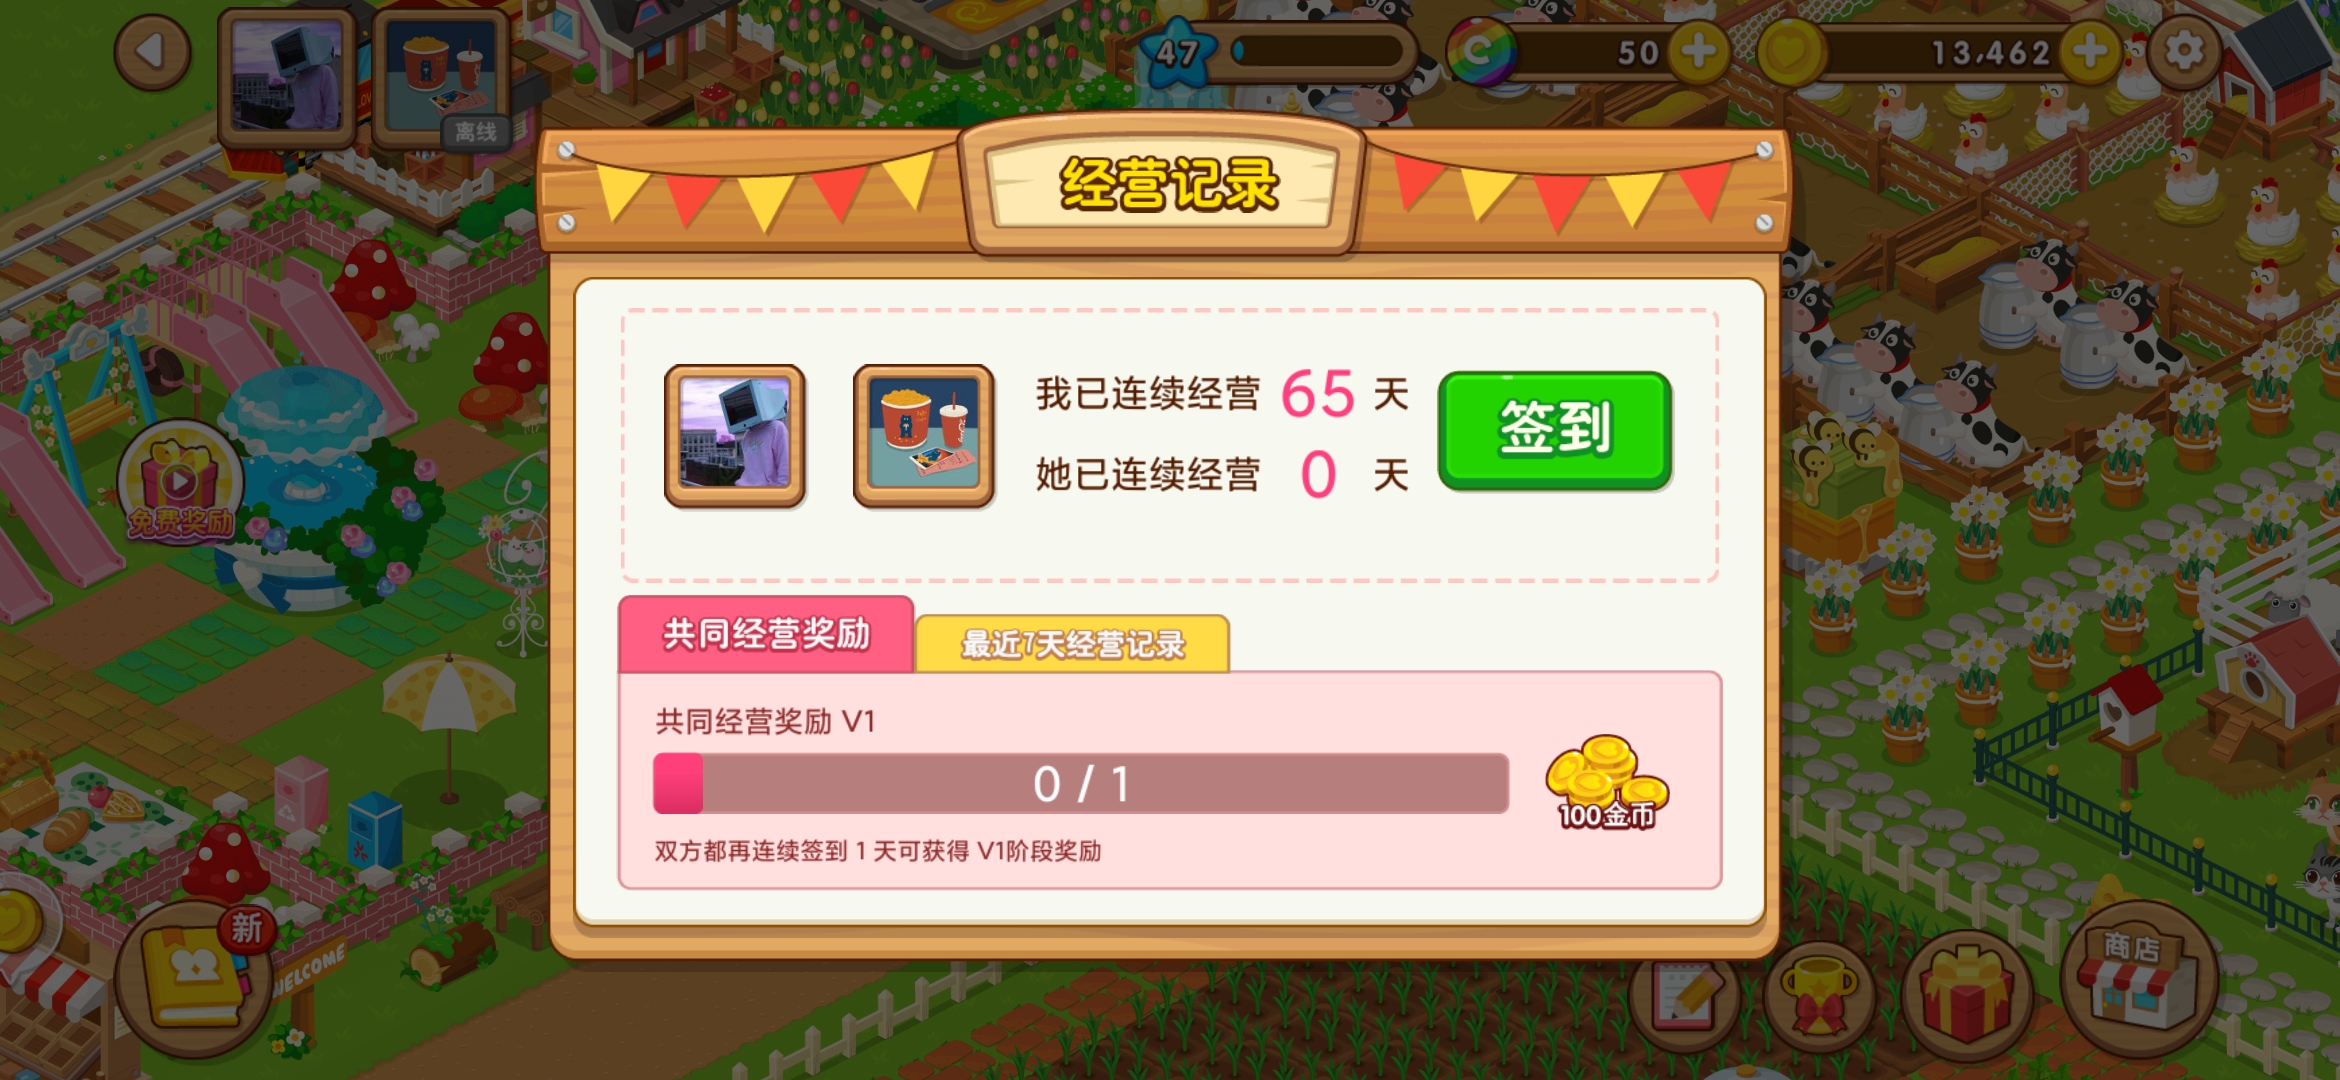 47
50
13,462
离线
经营记录
我已连续经营 65 天
她已连续经营 0 天
签到
免费奖励
共同经营奖励
最近7天经营记录
共同经营奖励 V1
0 / 1
100金币
双方都再连续签到 1 天可获得 V1阶段奖励
新
WELCOME
商店